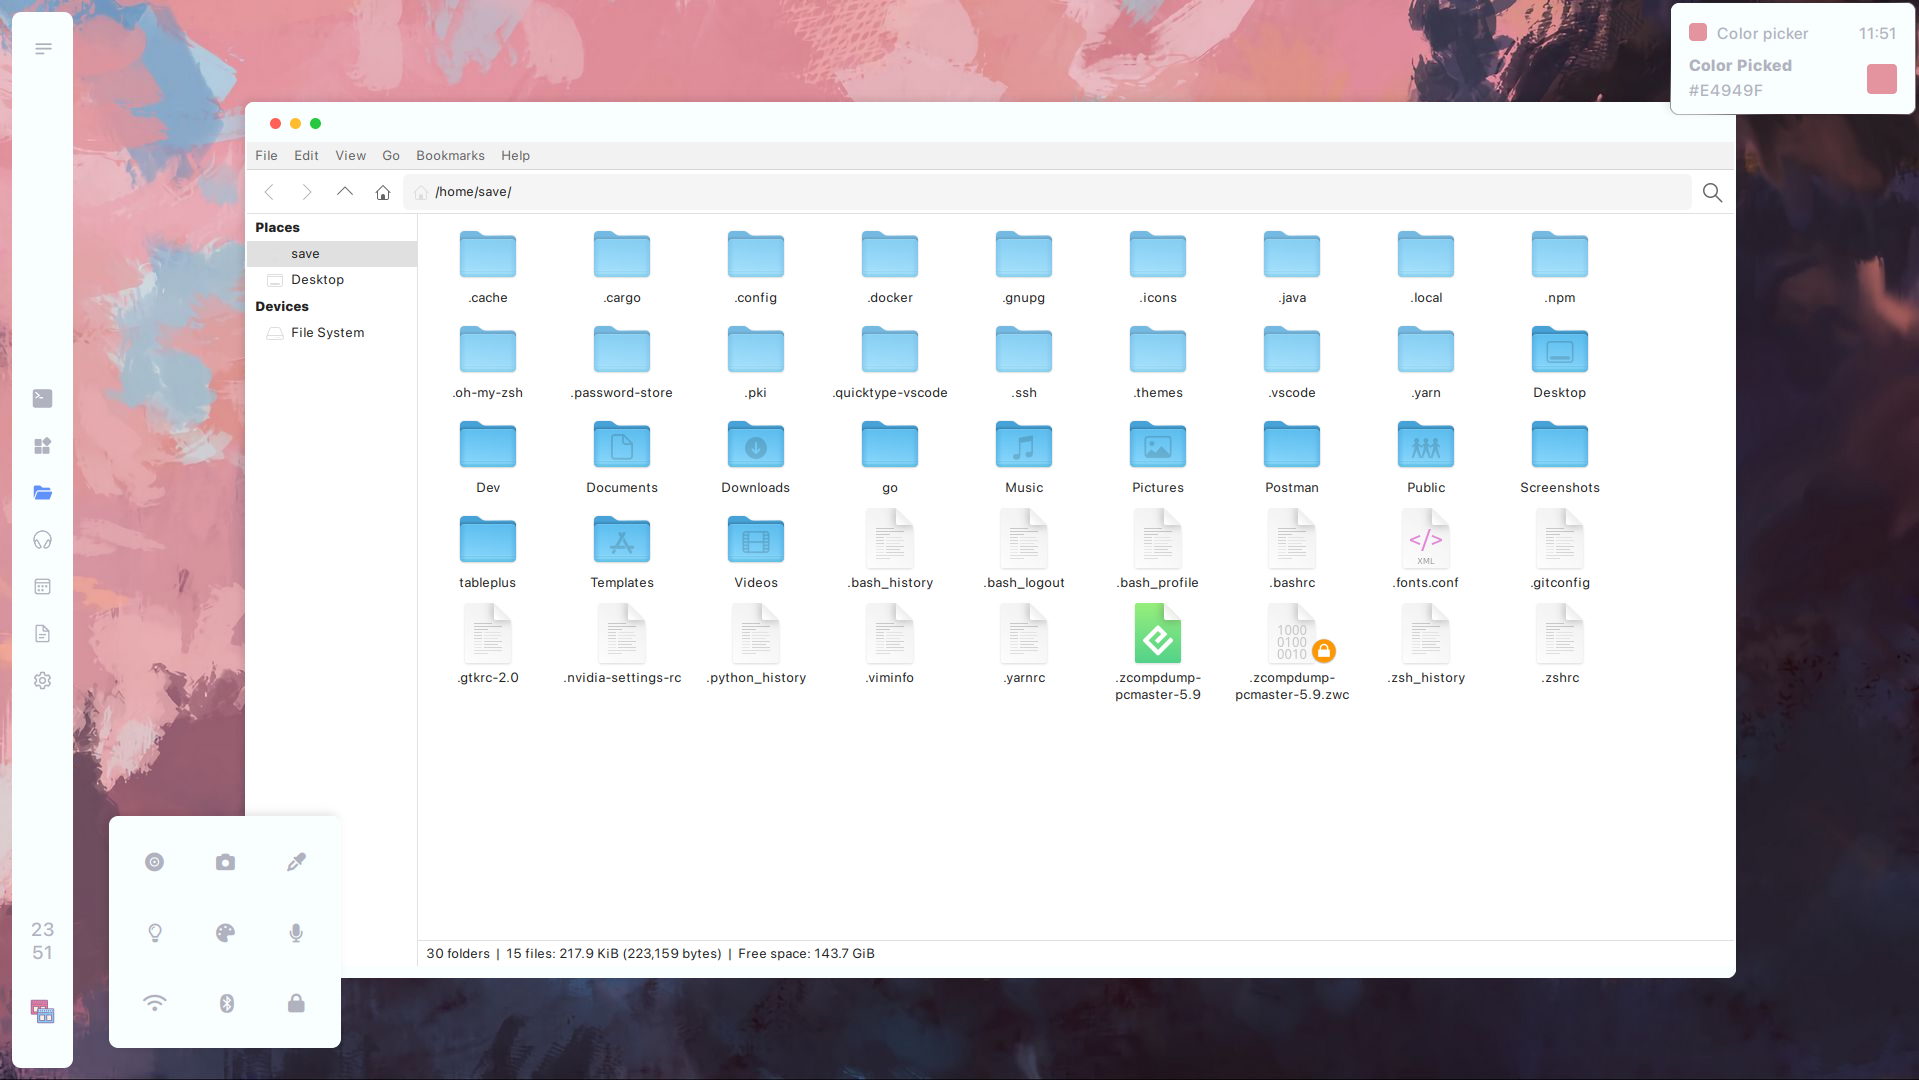 Color picker 11:51
Color Picked
#E4949F
File Edit View Go Bookmarks Help
/home/save/
Places
save
Desktop
Devices
File System
.cache .cargo .config .docker .gnupg .icons .java .local .npm
.oh-my-zsh .password-store .pki .quicktype-vscode .ssh .themes .vscode .yarn Desktop
Dev Documents Downloads go Music Pictures Postman Public Screenshots
XML
tableplus Templates Videos .bash_history .bash_logout .bash_profile .bashrc .fonts.conf .gitconfig
1000
0100
0010
.gtkrc-2.0 .nvidia-settings-rc .python_history .viminfo .yarnrc .zcompdump-pcmaster-5.9 .zcompdump-pcmaster-5.9.zwc .zsh_history .zshrc
30 folders | 15 files: 217.9 KiB (223,159 bytes) | Free space: 143.7 GiB
23
51